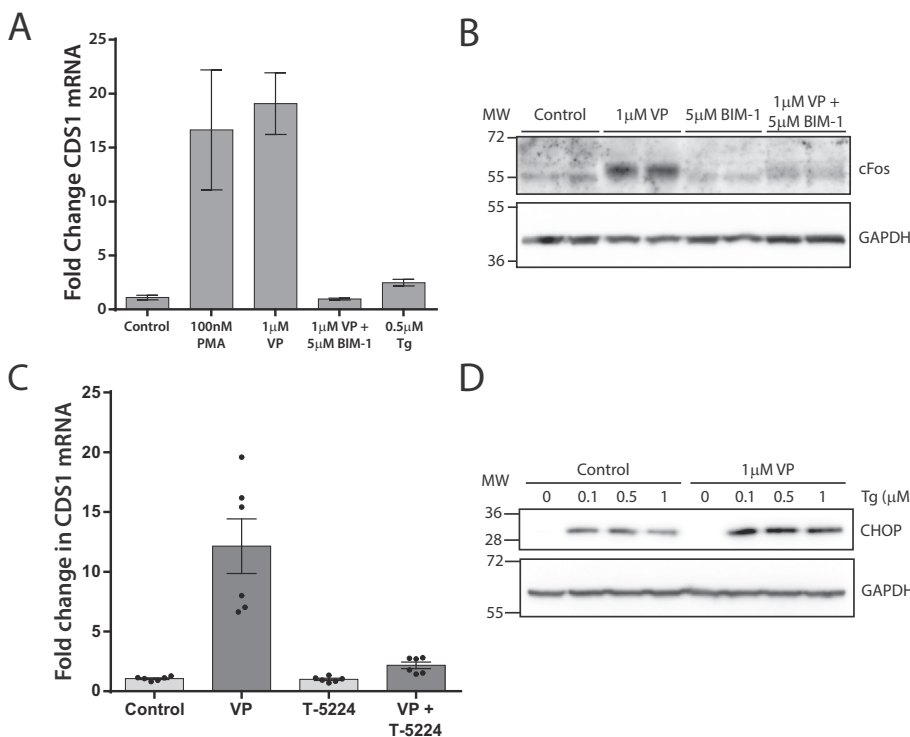 A
Fold Change CDS1 mRNA
25
20
15
10
5
0
Control
100nM
PMA
1µM
VP
1µM VP +
5µM BIM-1
0.5µM
Tg
B
MW
Control
1µM VP
5µM BIM-1
1µM VP +
5µM BIM-1
72
55
cFos
55
36
GAPDH
C
Fold change in CDS1 mRNA
25
20
15
10
5
0
Control
VP
T-5224
VP +
T-5224
D
MW
Control
1µM VP
0 0.1 0.5 1 0 0.1 0.5 1 Tg (µM
36
28
CHOP
72
55
GAPDH